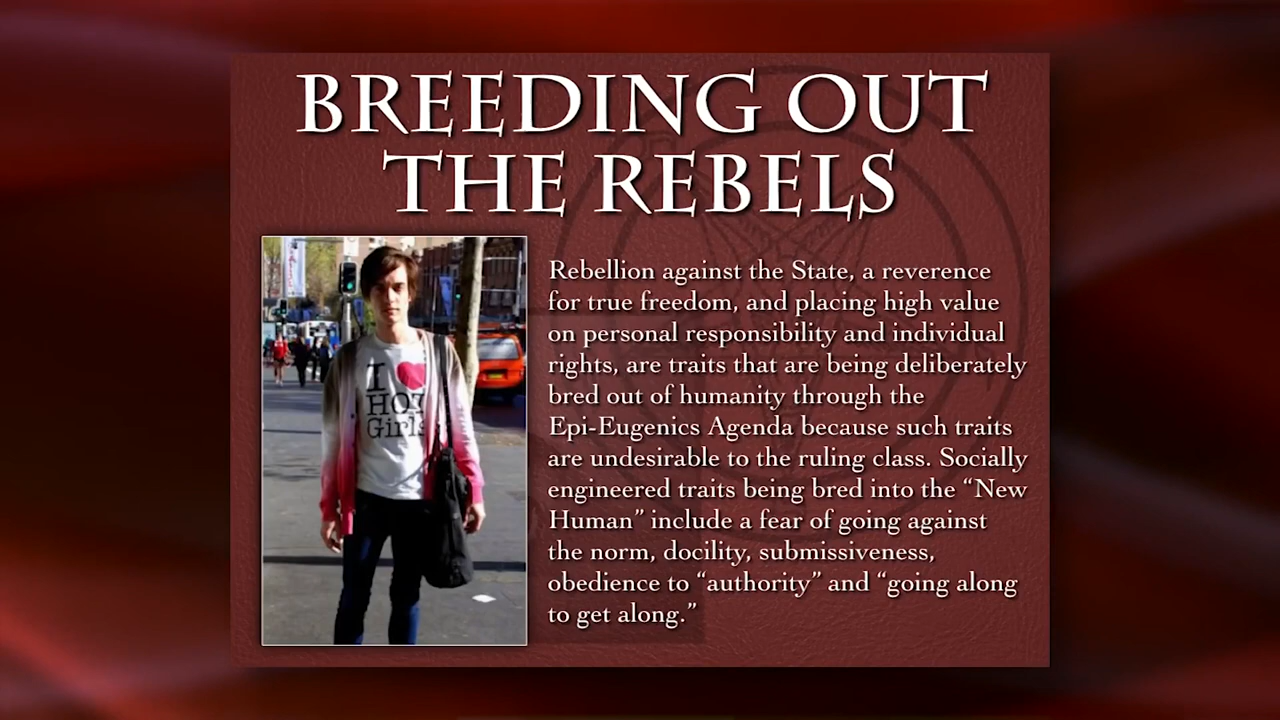 BREEDING OUT
THE REBELS
Rebellion against the State, a reverence
for true freedom, and placing high value
on personal responsibility and individual
rights, are traits that are being deliberately
bred out of humanity through the
Epi-Eugenics Agenda because such traits
are undesirable to the ruling class. Socially
engineered traits being bred into the “New
Human” include a fear of going against
the norm, docility, submissiveness,
obedience to “authority” and “going along
to get along.”
I
HOT
Girls